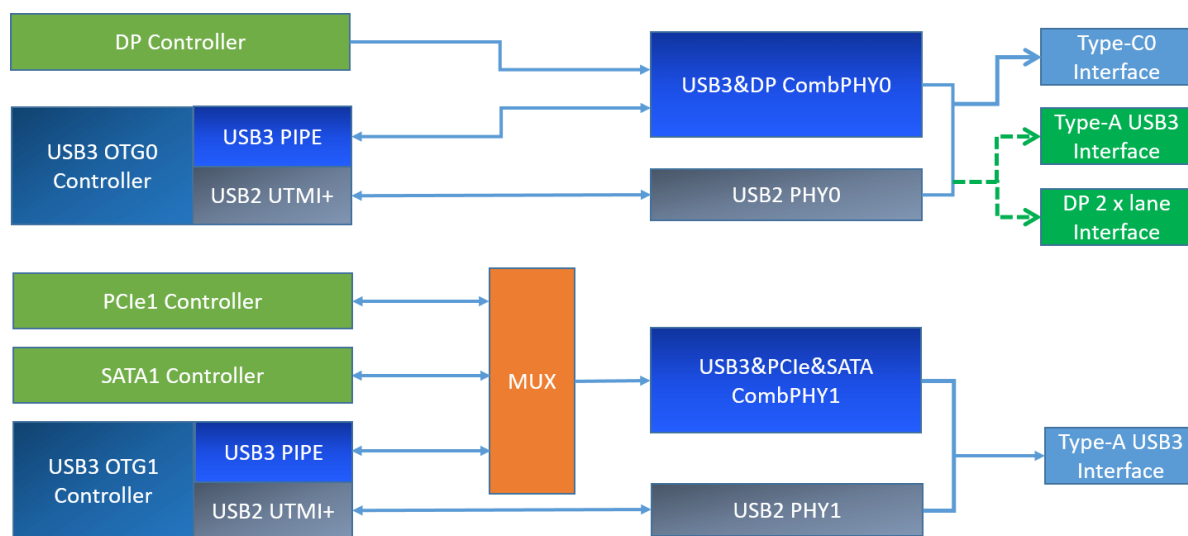 DP Controller
USB3 OTG0
Controller
USB3 PIPE
USB2 UTMI+
USB3&DP CombPHY0
USB2 PHY0
Type-C0
Interface
Type-A USB3
Interface
DP 2 x lane
Interface
PCIe1 Controller
SATA1 Controller
USB3 OTG1
Controller
USB3 PIPE
USB2 UTMI+
MUX
USB3&PCIe&SATA
CombPHY1
USB2 PHY1
Type-A USB3
Interface